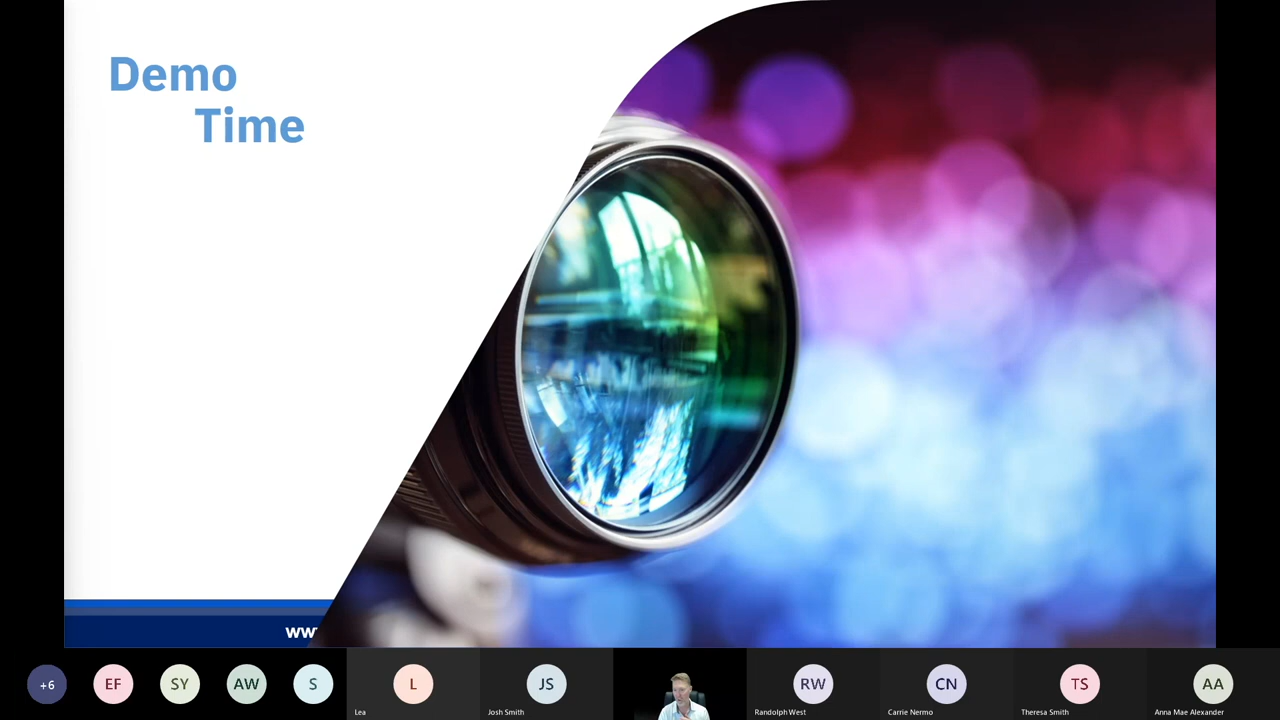 Demo
Time
www
+6
EF
SY
AW
S
L
JS
RW
CN
TS
AA
Lea
Josh Smith
Randolph West
Carrie Nermo
Theresa Smith
Anna Mae Alexander